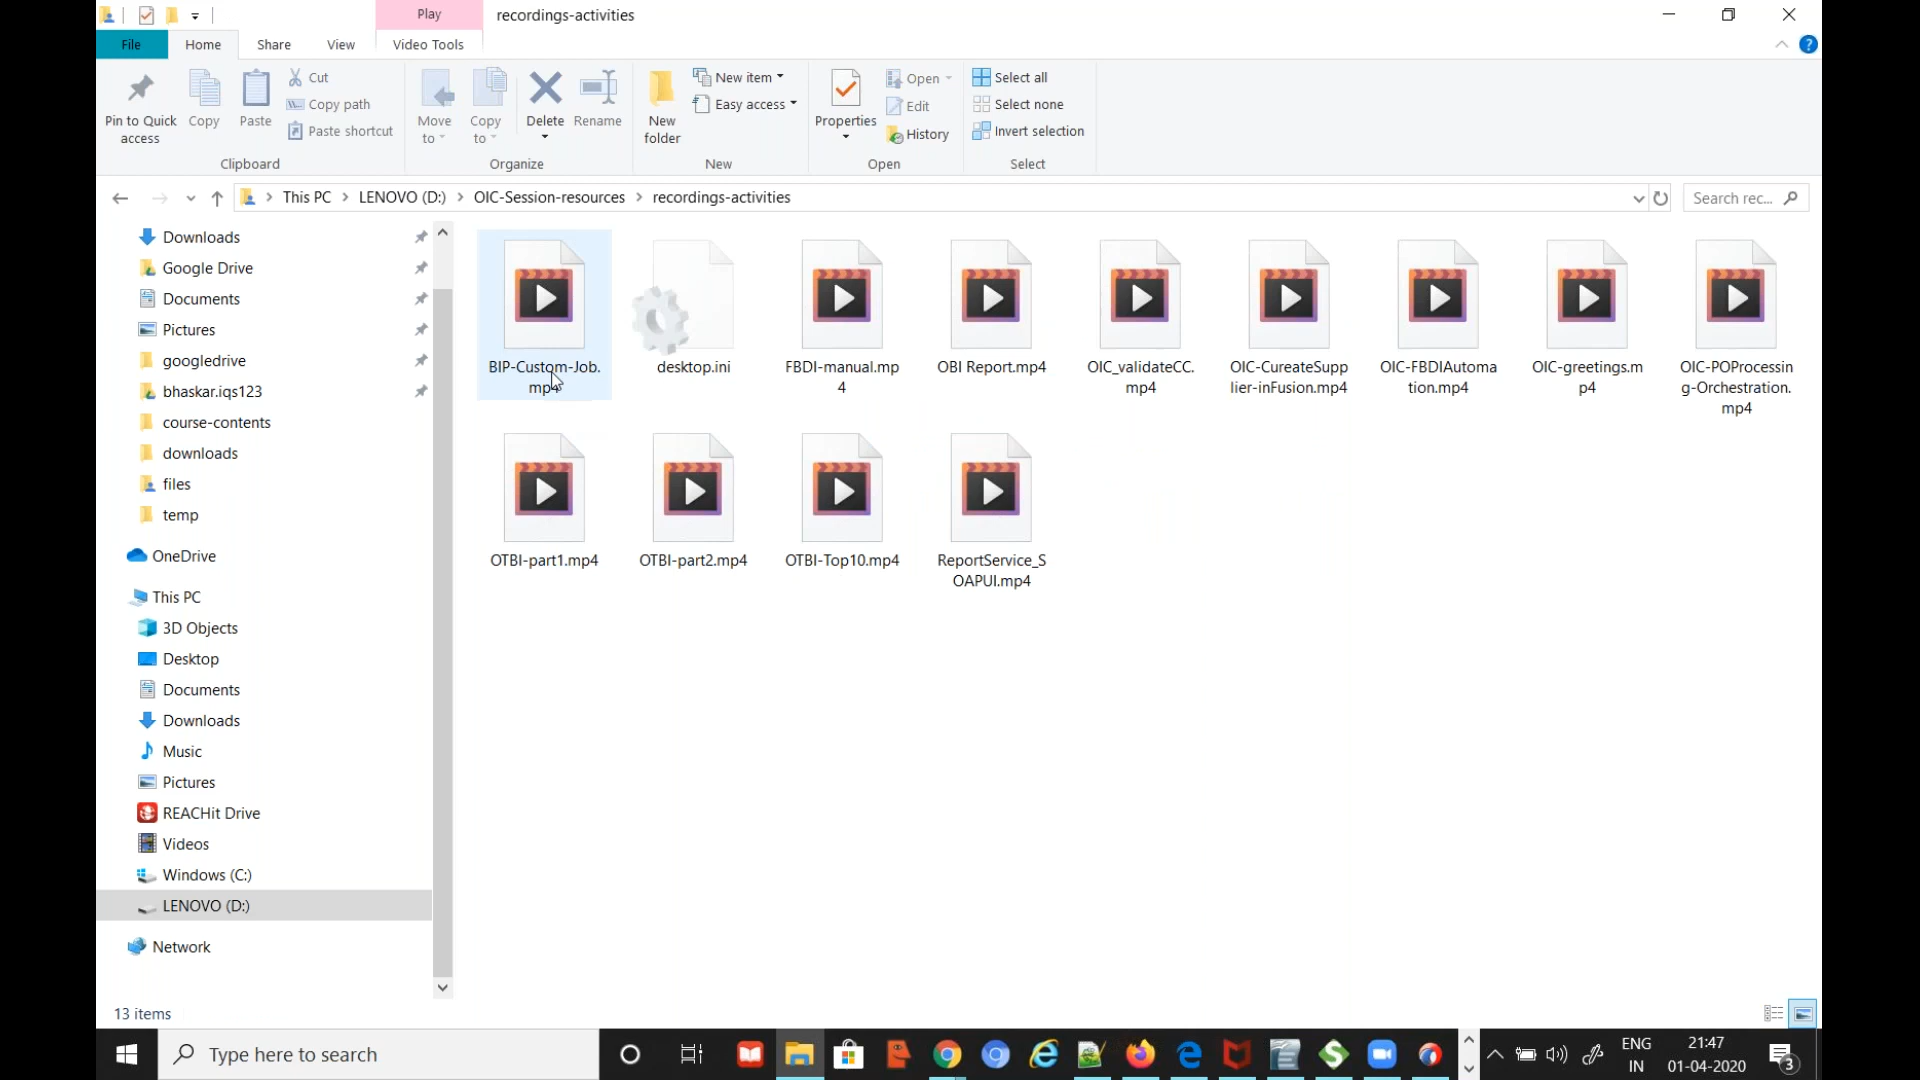 Play
recordings-activities
File
Home
Share
View
Video Tools
Pin to Quick
access
Copy
Paste
Cut
Copy path
Paste shortcut
Clipboard
Move
to
Copy
to
Delete
Rename
Organize
New
folder
New item
Easy access
New
Properties
Open
Edit
History
Open
Select all
Select none
Invert selection
Select
This PC
LENOVO (D:)
OIC-Session-resources
recordings-activities
Search rec...
Downloads
Google Drive
Documents
Pictures
googledrive
bhaskar.iqs123
course-contents
downloads
files
temp
OneDrive
This PC
3D Objects
Desktop
Documents
Downloads
Music
Pictures
REACHit Drive
Videos
Windows (C:)
LENOVO (D:)
Network
BIP-Custom-Job.
mp4
desktop.ini
FBDI-manual.mp
4
OBI Report.mp4
OIC_validateCC.
mp4
OIC-CureateSupp
lier-inFusion.mp4
OIC-FBDIAutoma
tion.mp4
OIC-greetings.m
p4
OIC-POProcessin
g-Orchestration.
mp4
OTBI-part1.mp4
OTBI-part2.mp4
OTBI-Top10.mp4
ReportService_S
OAPUI.mp4
13 items
Type here to search
ENG
IN
21:47
01-04-2020
3